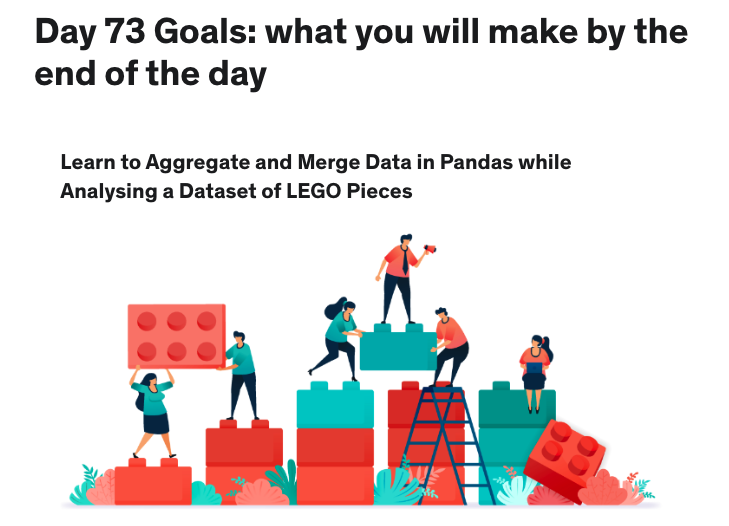 Day 73 Goals: what you will make by the
end of the day
Learn to Aggregate and Merge Data in Pandas while
Analysing a Dataset of LEGO Pieces